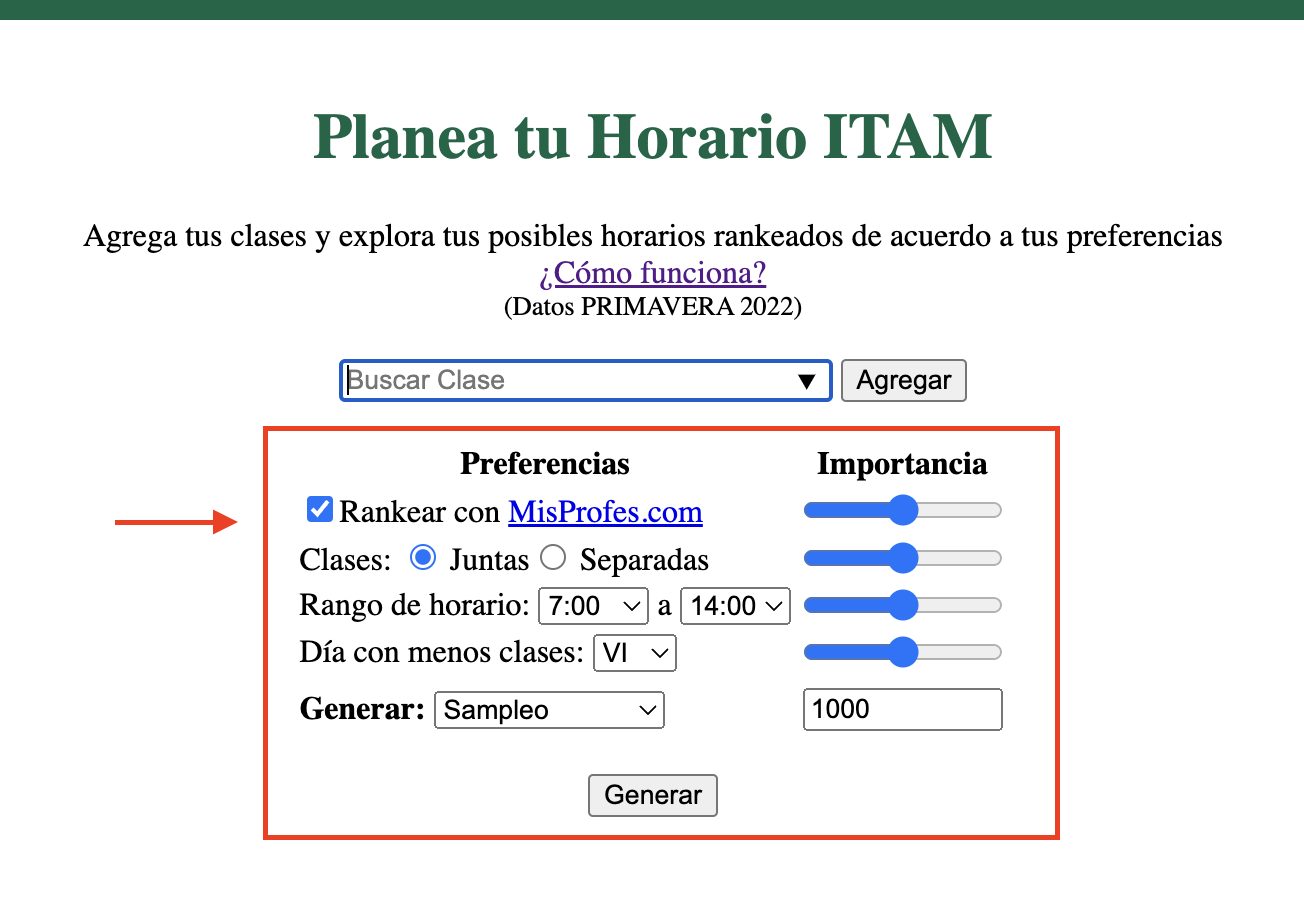 Planea tu Horario ITAM
Agrega tus clases y explora tus posibles horarios rankeados de acuerdo a tus preferencias
¿Cómo funciona?
(Datos PRIMAVERA 2022)
Buscar Clase ▼ Agregar
Preferencias Importancia
Rankear con MisProfes.com
Clases: Juntas Separadas
Rango de horario: 7:00 a 14:00
Día con menos clases: VI
Generar: Sampleo 1000
Generar